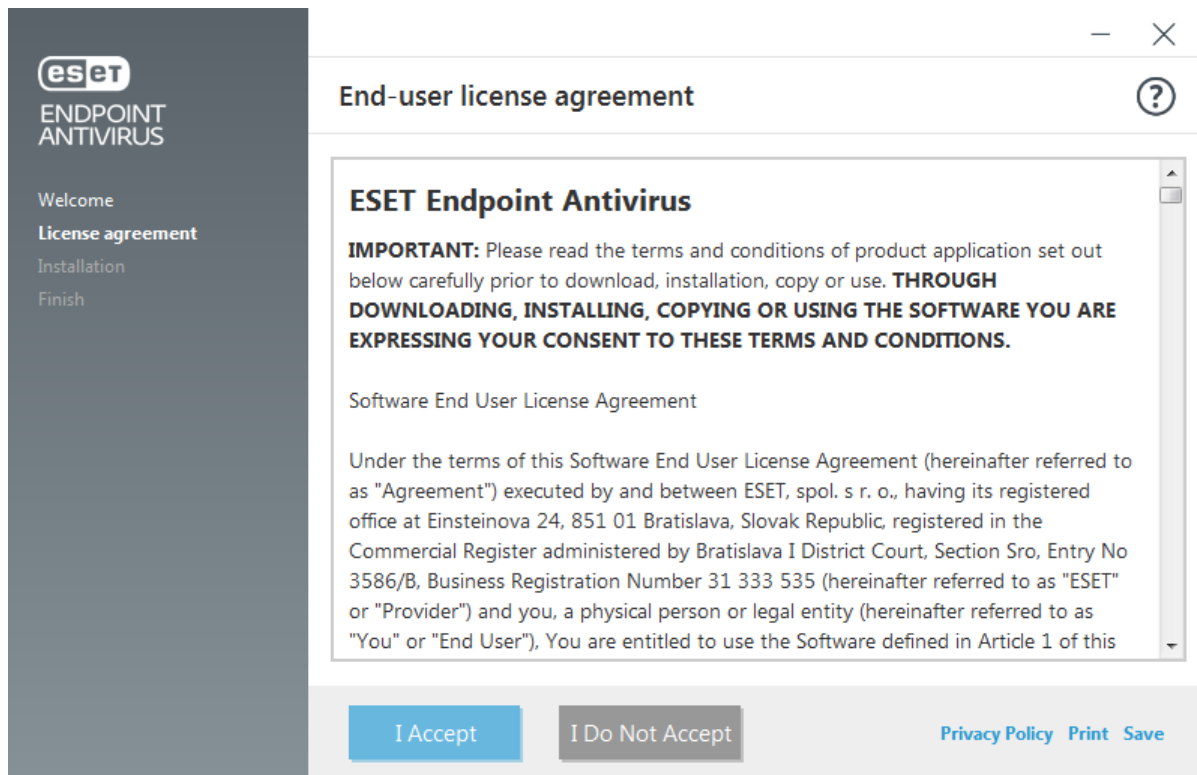 eset
ENDPOINT
ANTIVIRUS
Welcome
License agreement
Installation
Finish
End-user license agreement
?
ESET Endpoint Antivirus
IMPORTANT: Please read the terms and conditions of product application set out
below carefully prior to download, installation, copy or use. THROUGH
DOWNLOADING, INSTALLING, COPYING OR USING THE SOFTWARE YOU ARE
EXPRESSING YOUR CONSENT TO THESE TERMS AND CONDITIONS.
Software End User License Agreement
Under the terms of this Software End User License Agreement (hereinafter referred to
as "Agreement") executed by and between ESET, spol. s r. o., having its registered
office at Einsteinova 24, 851 01 Bratislava, Slovak Republic, registered in the
Commercial Register administered by Bratislava I District Court, Section Sro, Entry No
3586/B, Business Registration Number 31 333 535 (hereinafter referred to as "ESET"
or "Provider") and you, a physical person or legal entity (hereinafter referred to as
"You" or "End User"), You are entitled to use the Software defined in Article 1 of this
I Accept
I Do Not Accept
Privacy Policy Print Save